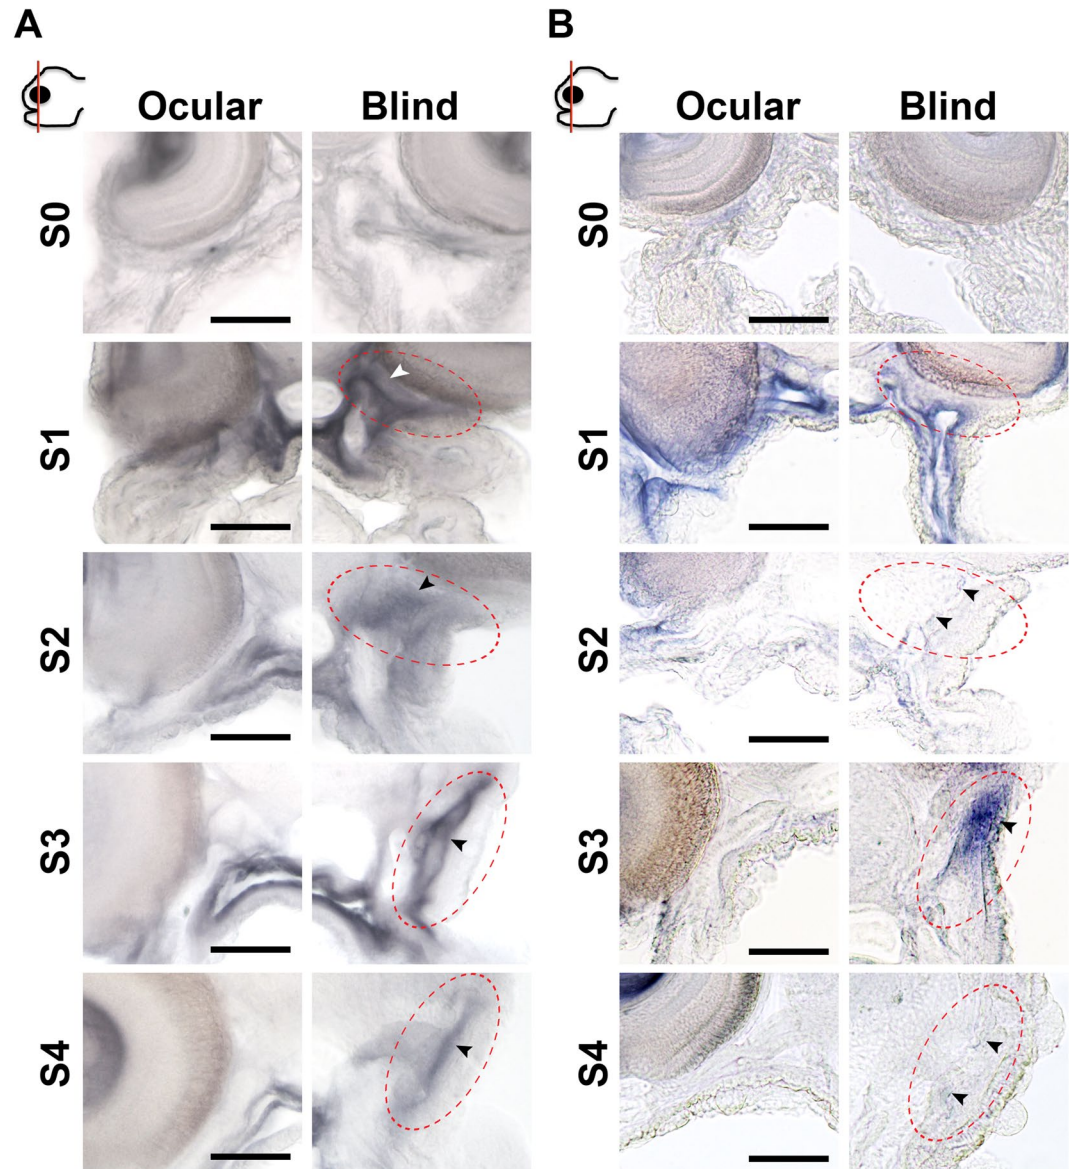 A B
Ocular Blind Ocular Blind
S0 S0
S1 S1
S2 S2
S3 S3
S4 S4